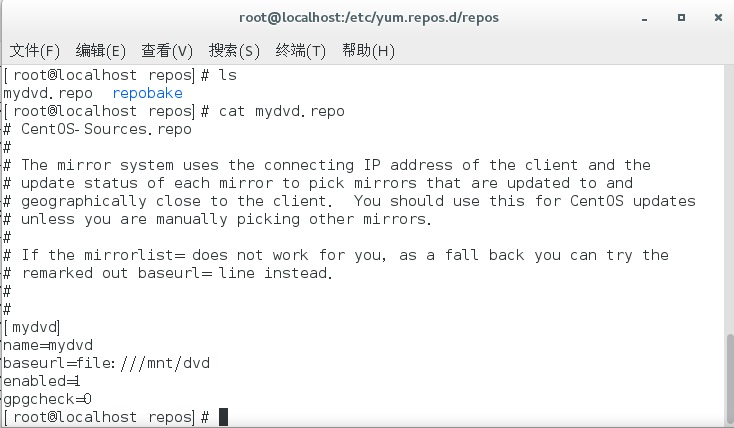 root@localhost:/etc/yum.repos.d/repos
文件(F) 编辑(E) 查看(V) 搜索(S) 终端(T) 帮助(H)
[root@localhost repos]# ls
mydvd.repo  repobake
[root@localhost repos]# cat mydvd.repo
# CentOS-Sources.repo
#
# The mirror system uses the connecting IP address of the client and the
# update status of each mirror to pick mirrors that are updated to and
# geographically close to the client.  You should use this for CentOS updates
# unless you are manually picking other mirrors.
#
# If the mirrorlist= does not work for you, as a fall back you can try the
# remarked out baseurl= line instead.
#
#
[mydvd]
name=mydvd
baseurl=file:///mnt/dvd
enabled=1
gpgcheck=0
[root@localhost repos]#